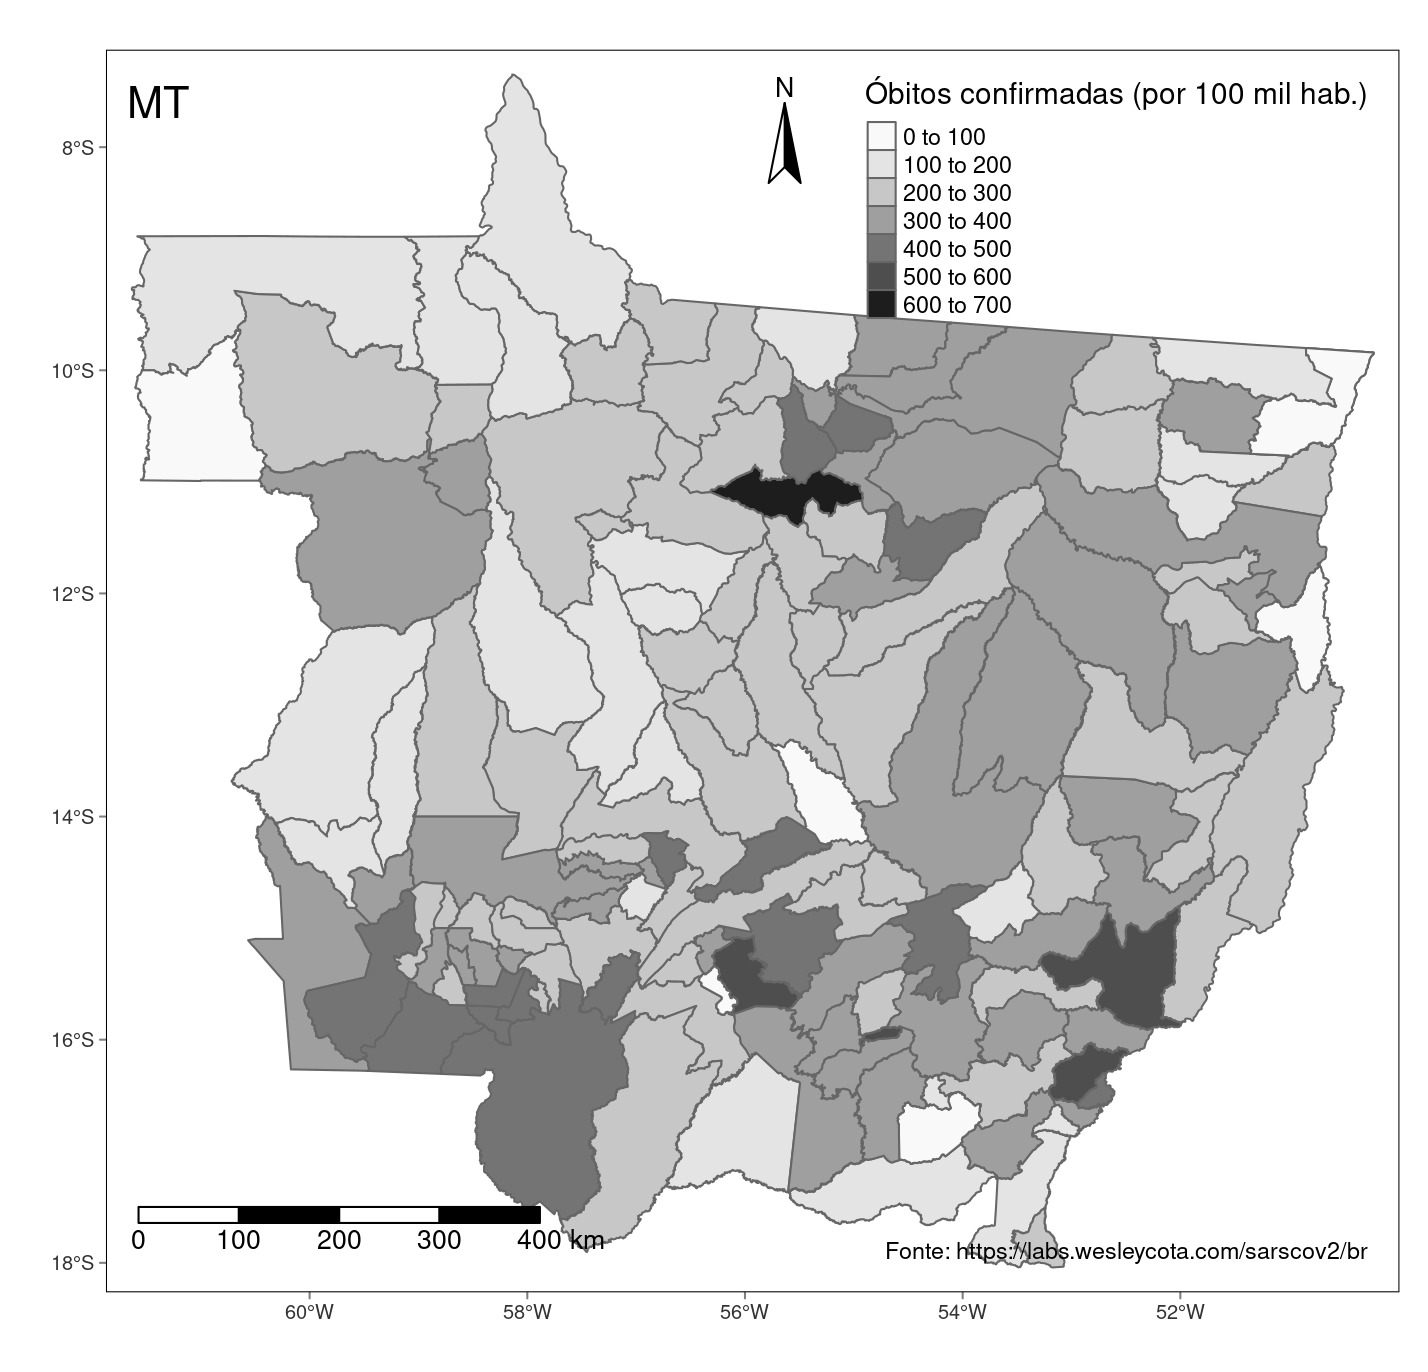 MT
N
Óbitos confirmadas (por 100 mil hab.)
0 to 100
100 to 200
200 to 300
300 to 400
400 to 500
500 to 600
600 to 700
8°S
10°S
12°S
14°S
16°S
18°S
0 100 200 300 400 km
Fonte: https://labs.wesleycota.com/sarscov2/br
60°W 58°W 56°W 54°W 52°W